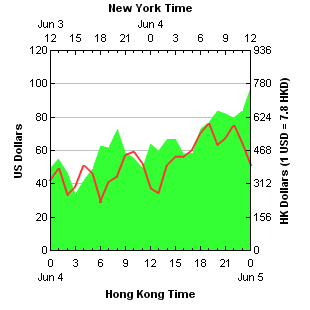 New York Time
Jun 3 Jun 4
12 15 18 21 0 3 6 9 12
120 936
100 780
80 624
60 468
40 312
20 156
0 0
US Dollars
HK Dollars (1 USD = 7.8 HKD)
0 3 6 9 12 15 18 21 0
Jun 4 Jun 5
Hong Kong Time